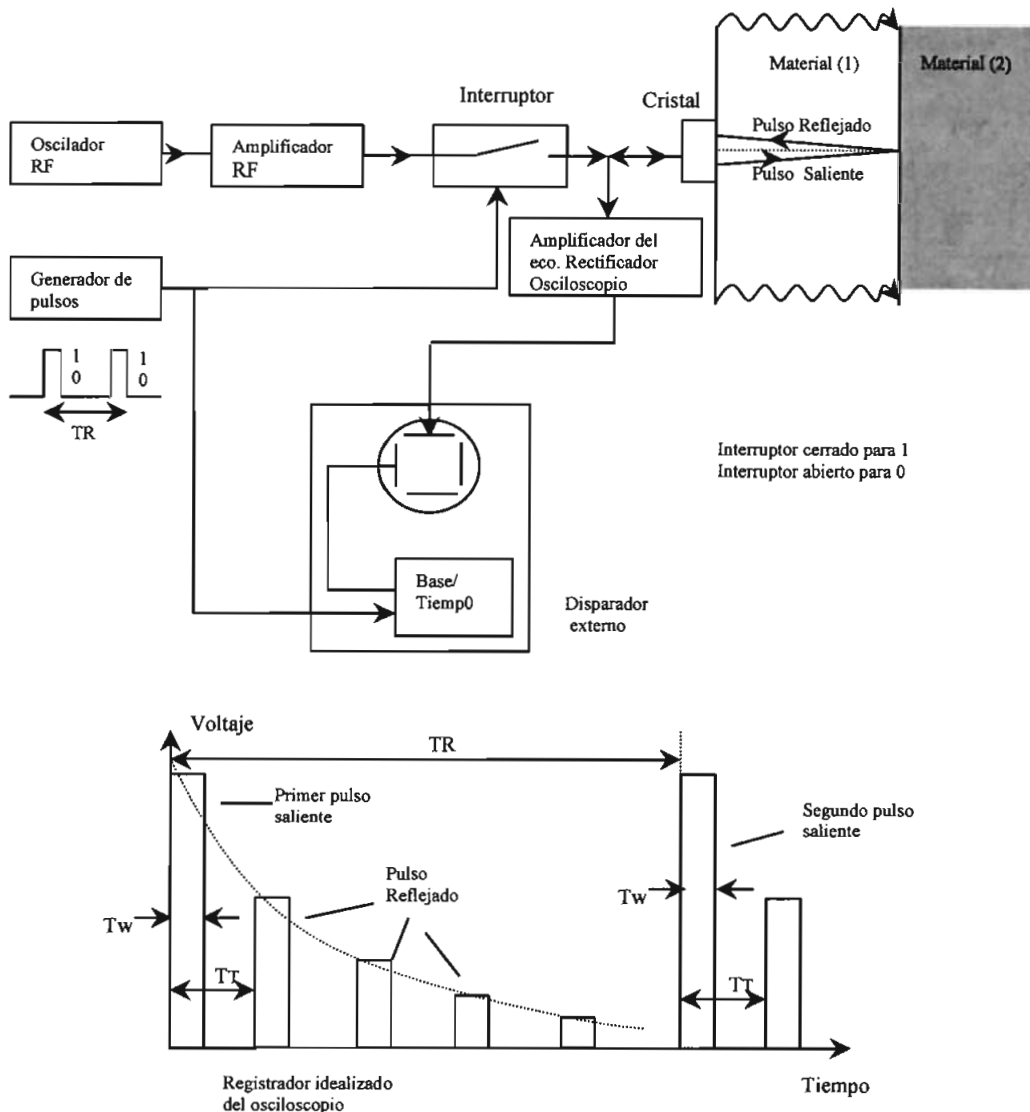 Material (1)
Material (2)
Interruptor
Cristal
Oscilador
RF
Amplificador
RF
Pulso Reflejado
Pulso Saliente
Generador de
pulsos
Amplificador del
eco. Rectificador
Osciloscopio
1
0
1
0
TR
Interruptor cerrado para 1
Interruptor abierto para 0
Base/
Tiemp0
Disparador
externo
Voltaje
TR
Primer pulso
saliente
Segundo pulso
saliente
Pulso
Reflejado
Tw
Tw
TT
TT
Tiempo
Registrador idealizado
del osciloscopio